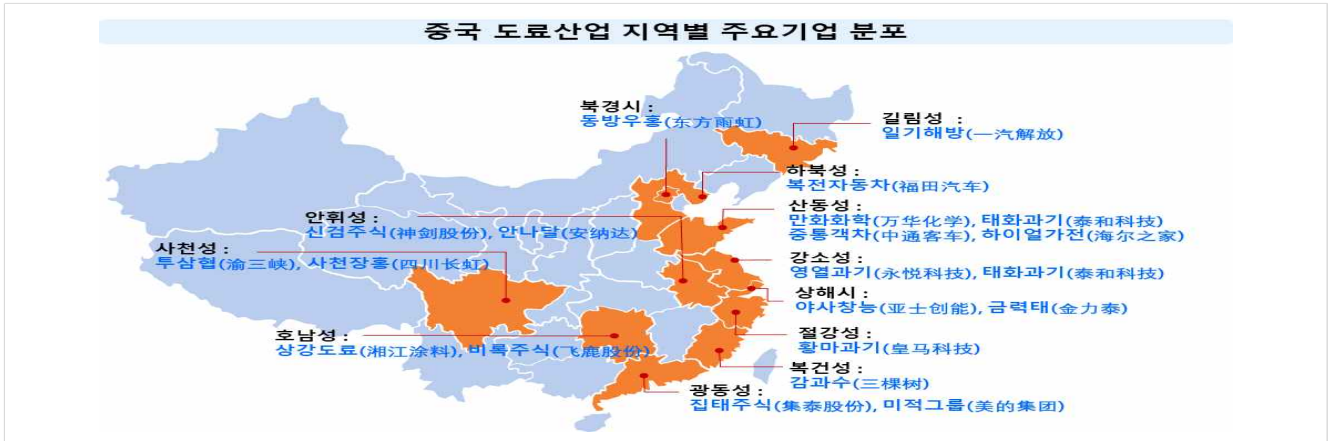 중국 도료산업 지역별 주요기업 분포
북경시 :
동방우홍(东方雨虹)
길림성 :
일기해방(一汽解放)
하북성 :
복전자동차(福田汽车)
산동성 :
만화화학(万华化学), 태화과기(泰和科技)
중통객차(中通客车), 하이얼가전(海尔之家)
안휘성 :
신검주식(神剑股份), 안나달(安纳达)
사천성 :
투삼협(渝三峡), 사천장홍(四川长虹)
강소성 :
영열과기(永悦科技), 태화과기(泰和科技)
상해시 :
야사창능(亚士创能), 금력태(金力泰)
절강성 :
황마과기(皇马科技)
호남성 :
상강도료(湘江涂料), 비록주식(飞鹿股份)
복건성 :
감과수(三棵树)
광동성 :
집태주식(集泰股份), 미적그룹(美的集团)